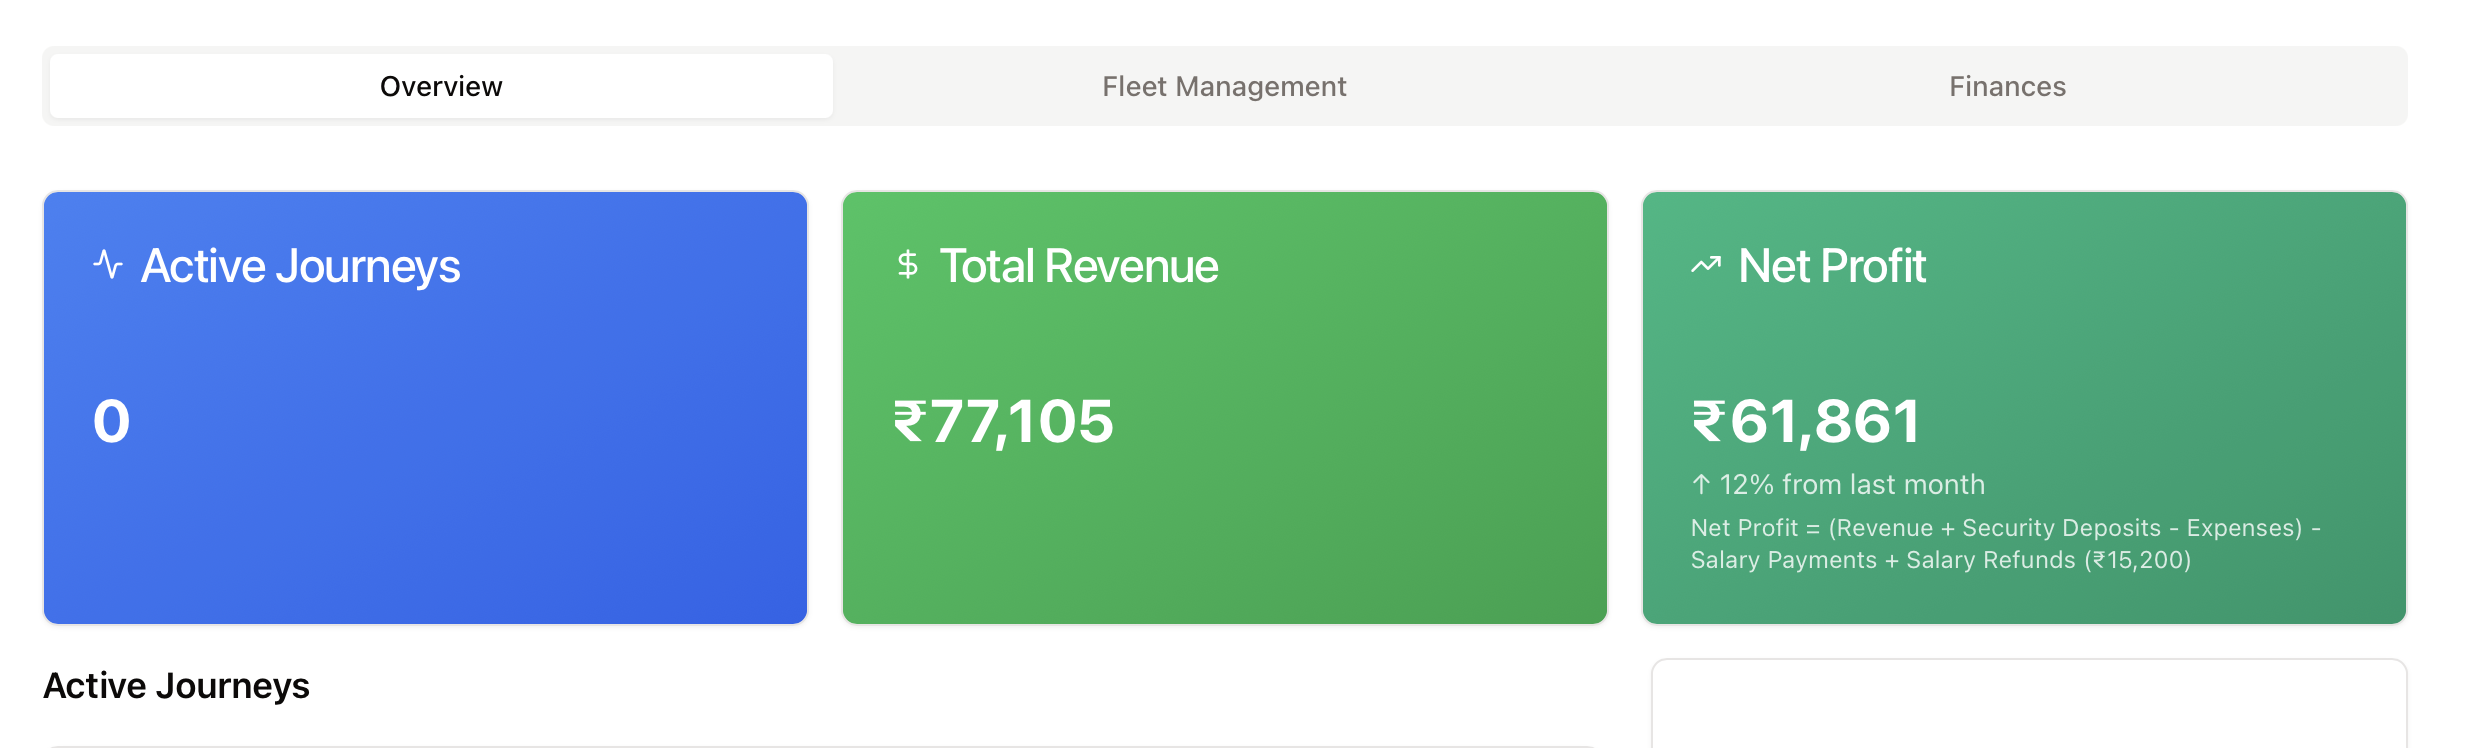 Overview
Fleet Management
Finances
Active Journeys
0
$ Total Revenue
₹77,105
Net Profit
₹61,861
↑ 12% from last month
Net Profit = (Revenue + Security Deposits - Expenses) -
Salary Payments + Salary Refunds (₹15,200)
Active Journeys